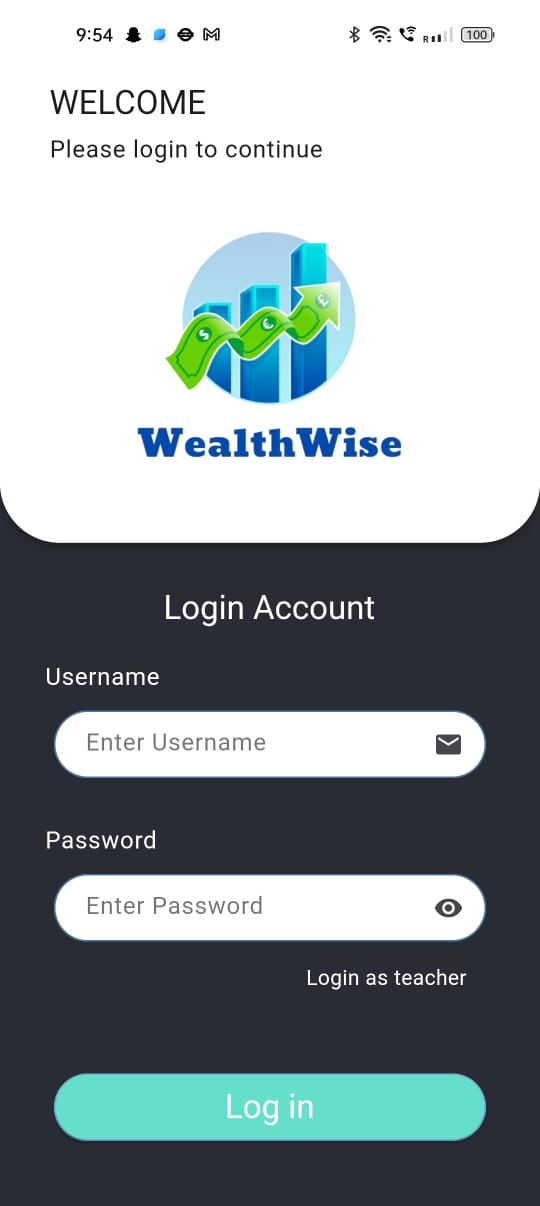 9:54
R
100
WELCOME
Please login to continue
$ € £
WealthWise
Login Account
Username
Enter Username
Password
Enter Password
Login as teacher
Log in